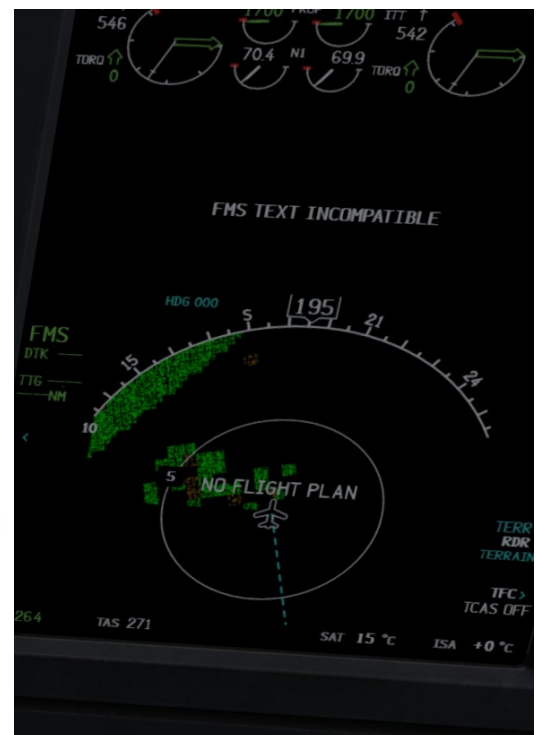 546
1700 PROP 1700
ITT ↑
542
TORQ
0
70.4 N1 69.9
TORQ
0
FMS TEXT INCOMPATIBLE
HDG 000
S 195 21
15 24
10
FMS
DTK ---
TTG ---
---NM
<
5
NO FLIGHT PLAN
TERR
RDR
TERRAIN
TFC>
TCAS OFF
264
TAS 271
SAT 15 °C
ISA +0 °C